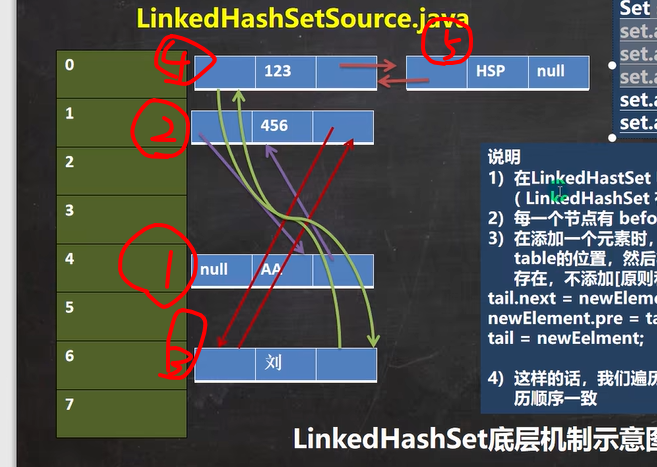 LinkedHashSetSource.java
Set
set.a
set.a
set.a
set.a
set.a
0
4
123
5
HSP
null
1
2
456
2
3
4
1
null
AA
5
6
3
刘
7
说明
1) 在LinkedHastSet
( LinkedHashSet
2) 每一个节点有 befo
3) 在添加一个元素时,
table的位置, 然后
存在, 不添加[原则和
tail.next = newElem
newElement.pre = ta
tail = newEelment;
4) 这样的话, 我们遍历
历顺序一致
LinkedHashSet底层机制示意图